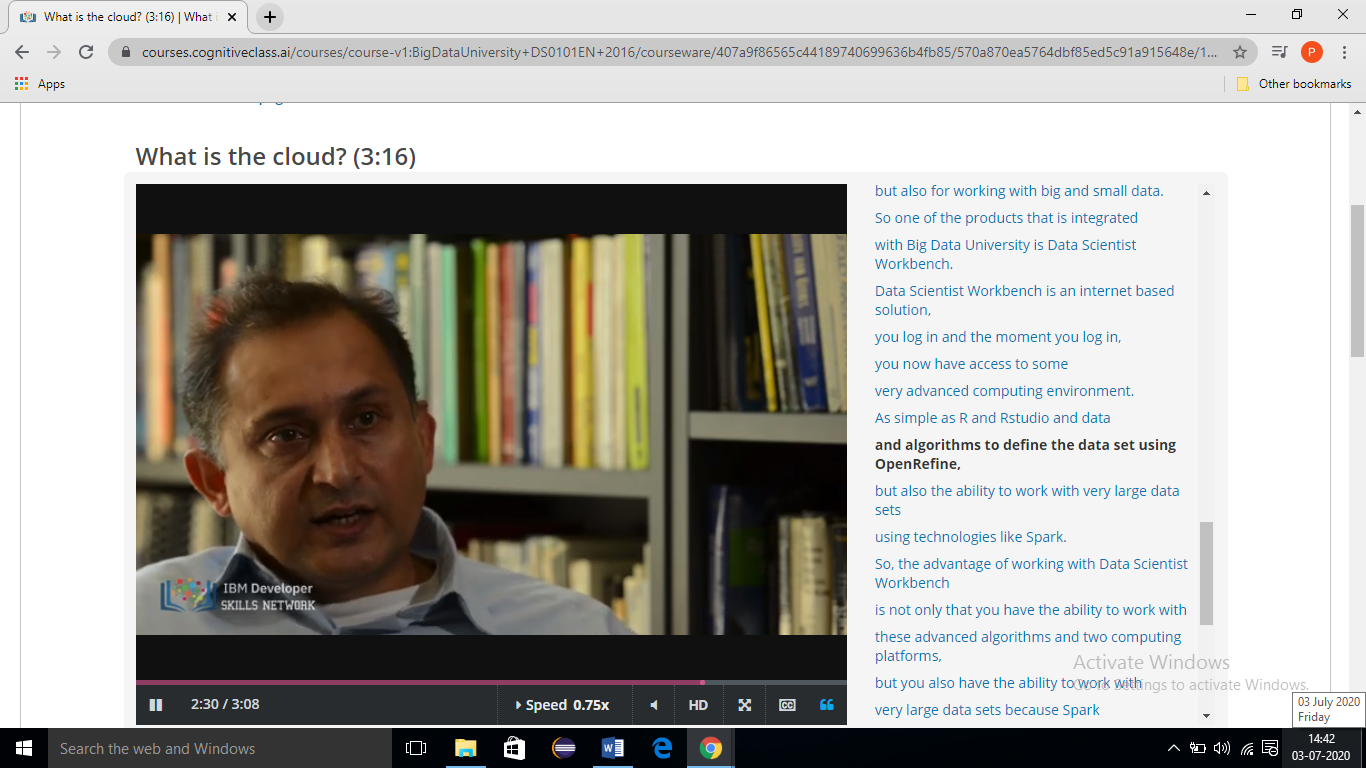 What is the cloud? (3:16) | What i
courses.cognitiveclass.ai/courses/course-v1:BigDataUniversity+DS0101EN+2016/courseware/407a9f86565c44189740699636b4fb85/570a870ea5764dbf85ed5c91a915648e/1...
P
Apps
Other bookmarks
What is the cloud? (3:16)
but also for working with big and small data.
So one of the products that is integrated
with Big Data University is Data Scientist
Workbench.
Data Scientist Workbench is an internet based
solution,
you log in and the moment you log in,
you now have access to some
very advanced computing environment.
As simple as R and Rstudio and data
and algorithms to define the data set using
OpenRefine,
but also the ability to work with very large data
sets
using technologies like Spark.
So, the advantage of working with Data Scientist
Workbench
is not only that you have the ability to work with
these advanced algorithms and two computing
platforms,
but you also have the ability to work with
very large data sets because Spark
IBM Developer
SKILLS NETWORK
2:30 / 3:08
Speed 0.75x
HD
CC
Activate Windows
Go to Settings to activate Windows.
03 July 2020
Friday
Search the web and Windows
14:42
03-07-2020